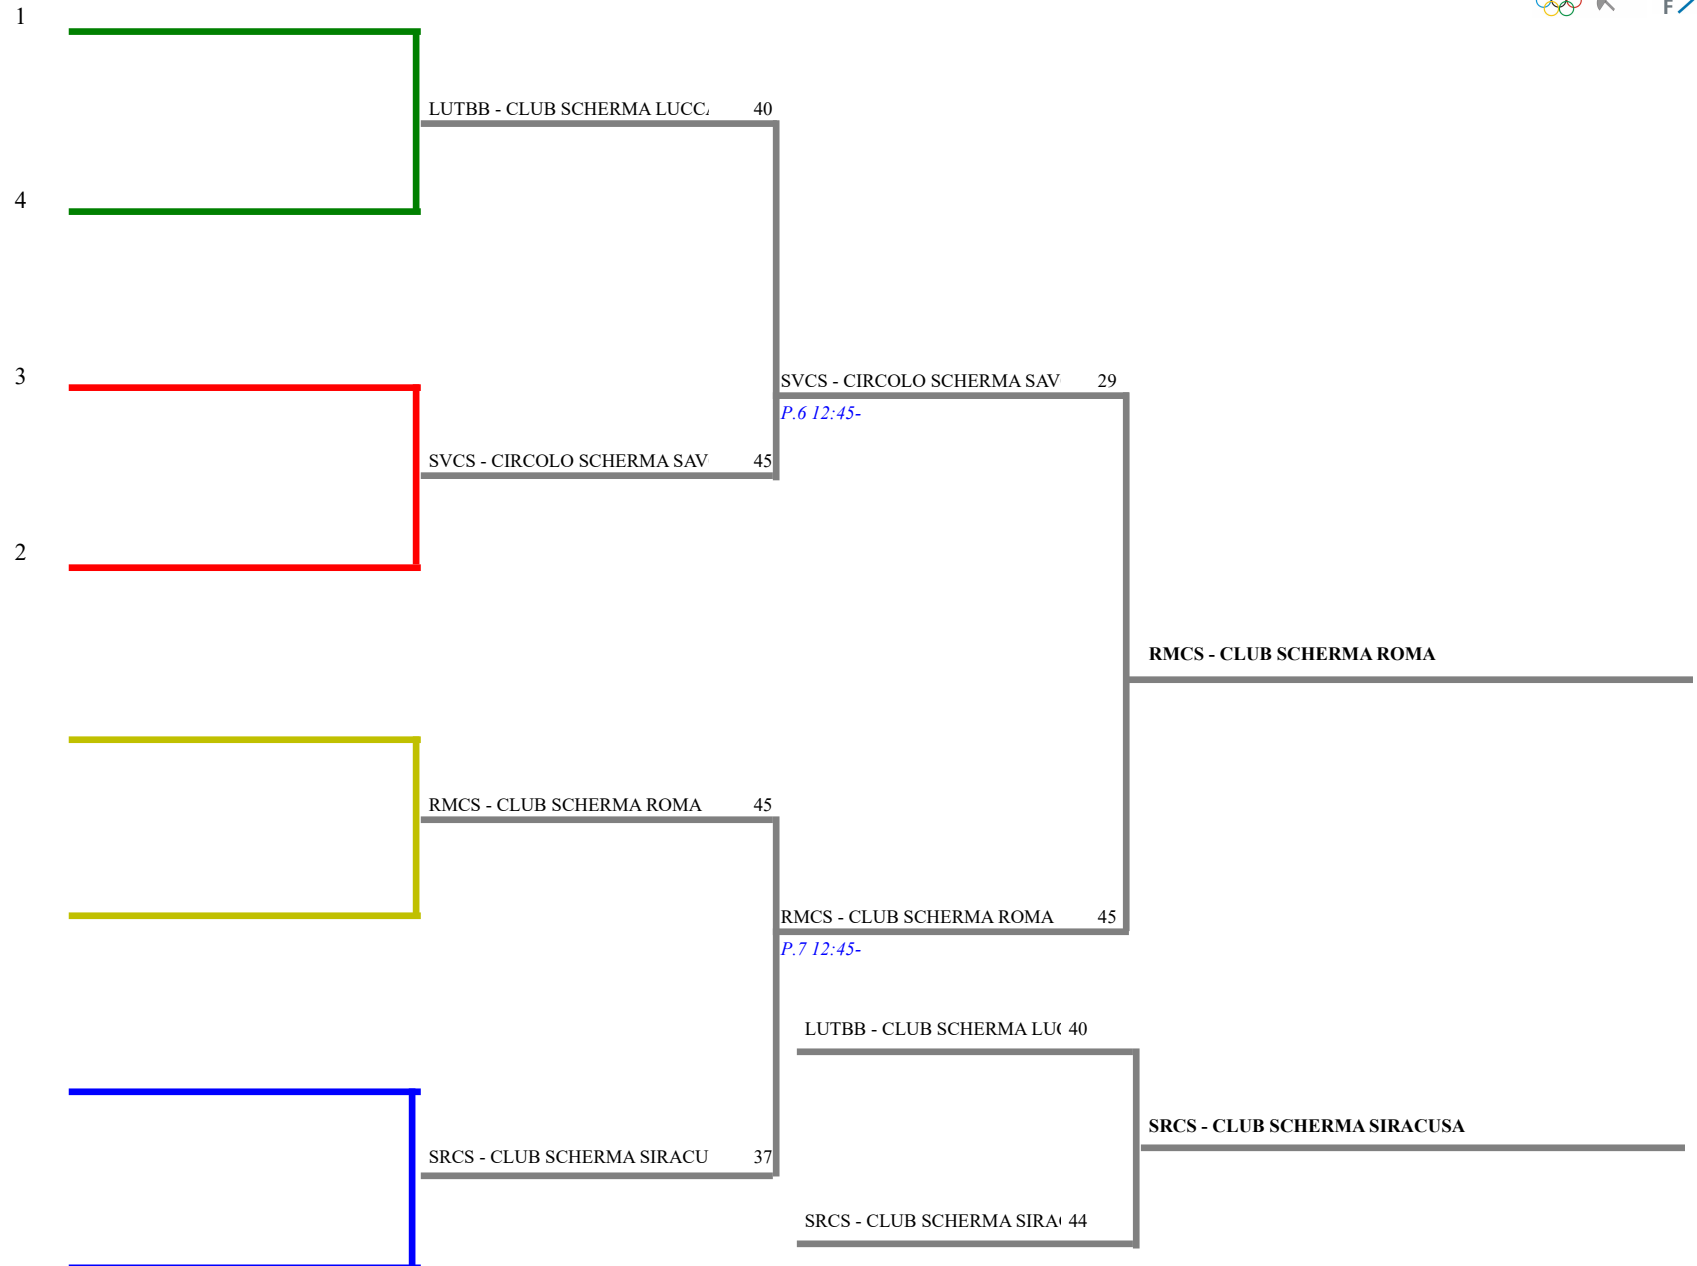 1
F
LUTBB - CLUB SCHERMA LUCC
40
4
3
SVCS - CIRCOLO SCHERMA SAV
29
P.6 12:45-
SVCS - CIRCOLO SCHERMA SAV
45
2
RMCS - CLUB SCHERMA ROMA
RMCS - CLUB SCHERMA ROMA
45
RMCS - CLUB SCHERMA ROMA
45
P.7 12:45-
LUTBB - CLUB SCHERMA LU
40
SRCS - CLUB SCHERMA SIRACUSA
SRCS - CLUB SCHERMA SIRACU
37
SRCS - CLUB SCHERMA SIRA
44